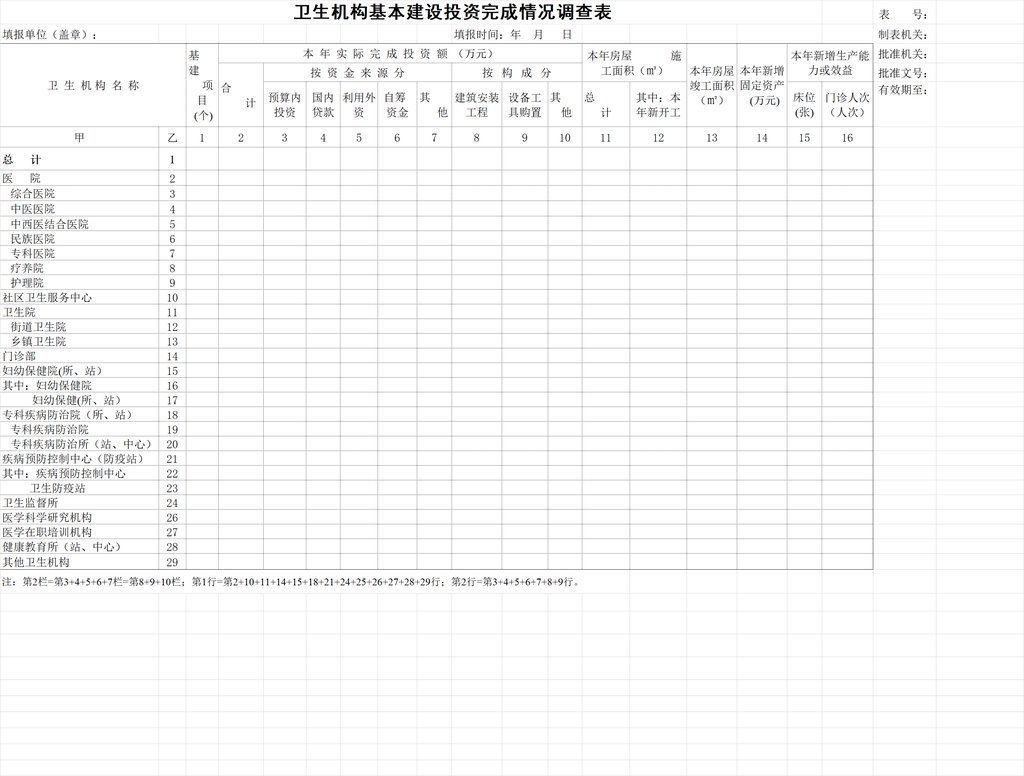 卫生机构基本建设投资完成情况调查表
表 号：
填报单位（盖章）： 填报时间：年 月 日 制表机关：
批准机关：
批准文号：
有效期至：
卫 生 机 构 名 称
基建项目(个)
本 年 实 际 完 成 投 资 额 （万元）
合 计
按 资 金 来 源 分
按 构 成 分
预算内投资
国内贷款
利用外资
自筹资金
其 他
建筑安装工程
设备工具购置
其 他
本年房屋 施工面积（㎡）
总 计
其中：本年新开工
本年房屋竣工面积（㎡）
本年新增固定资产(万元)
本年新增生产能力或效益
床位(张)
门诊人次（人次）
甲 乙 1 2 3 4 5 6 7 8 9 10 11 12 13 14 15 16
总 计 1
医 院 2
综合医院 3
中医医院 4
中西医结合医院 5
民族医院 6
专科医院 7
疗养院 8
护理院 9
社区卫生服务中心 10
卫生院 11
街道卫生院 12
乡镇卫生院 13
门诊部 14
妇幼保健院(所、站） 15
其中：妇幼保健院 16
妇幼保健(所、站） 17
专科疾病防治院（所、站） 18
专科疾病防治院 19
专科疾病防治所（站、中心） 20
疾病预防控制中心（防疫站） 21
其中：疾病预防控制中心 22
卫生防疫站 23
卫生监督所 24
医学科学研究机构 26
医学在职培训机构 27
健康教育所（站、中心） 28
其他卫生机构 29
注：第2栏=第3+4+5+6+7栏=第8+9+10栏；第1行=第2+10+11+14+15+18+21+24+25+26+27+28+29行；第2行=第3+4+5+6+7+8+9行。